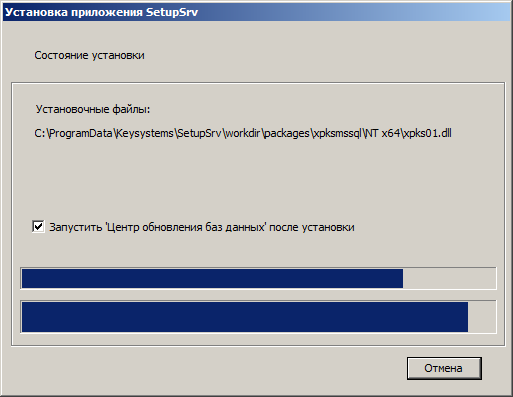 Установка приложения SetupSrv
Состояние установки
Установочные файлы:
C:\ProgramData\Keysystems\SetupSrv\workdir\packages\xpksmssql\NT x64\xpks01.dll
Запустить 'Центр обновления баз данных' после установки
Отмена